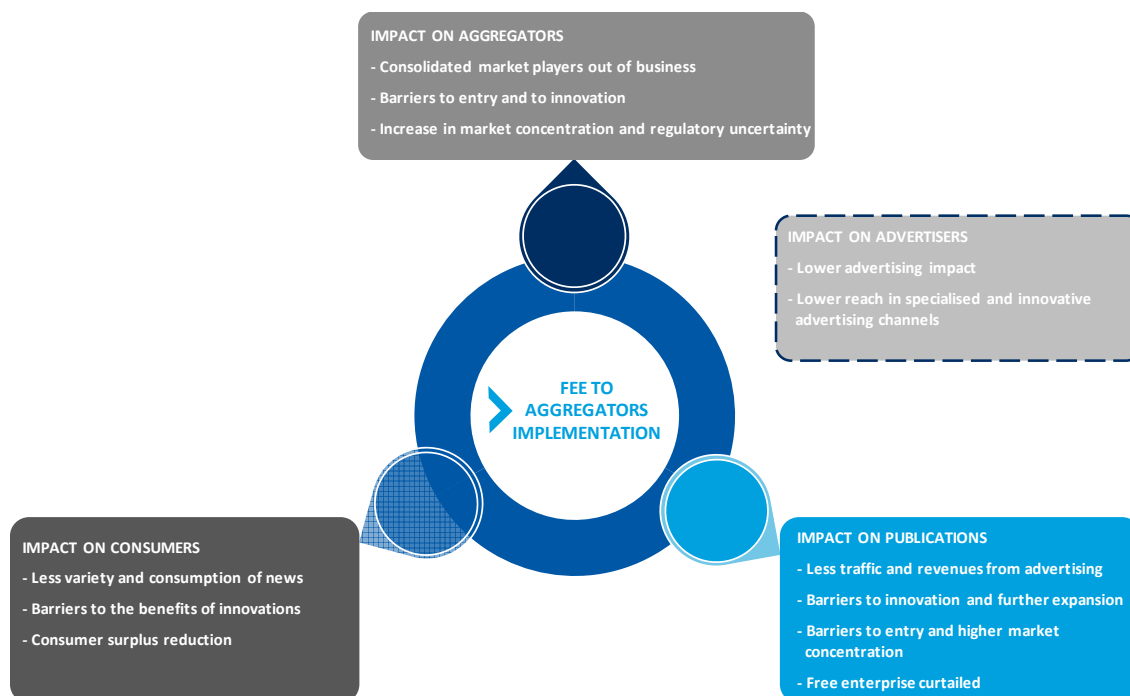 IMPACT ON AGGREGATORS
- Consolidated market players out of business
- Barriers to entry and to innovation
- Increase in market concentration and regulatory uncertainty
IMPACT ON ADVERTISERS
- Lower advertising impact
- Lower reach in specialised and innovative
advertising channels
FEE TO
AGGREGATORS
IMPLEMENTATION
IMPACT ON CONSUMERS
- Less variety and consumption of news
- Barriers to the benefits of innovations
- Consumer surplus reduction
IMPACT ON PUBLICATIONS
- Less traffic and revenues from advertising
- Barriers to innovation and further expansion
- Barriers to entry and higher market
concentration
- Free enterprise curtailed